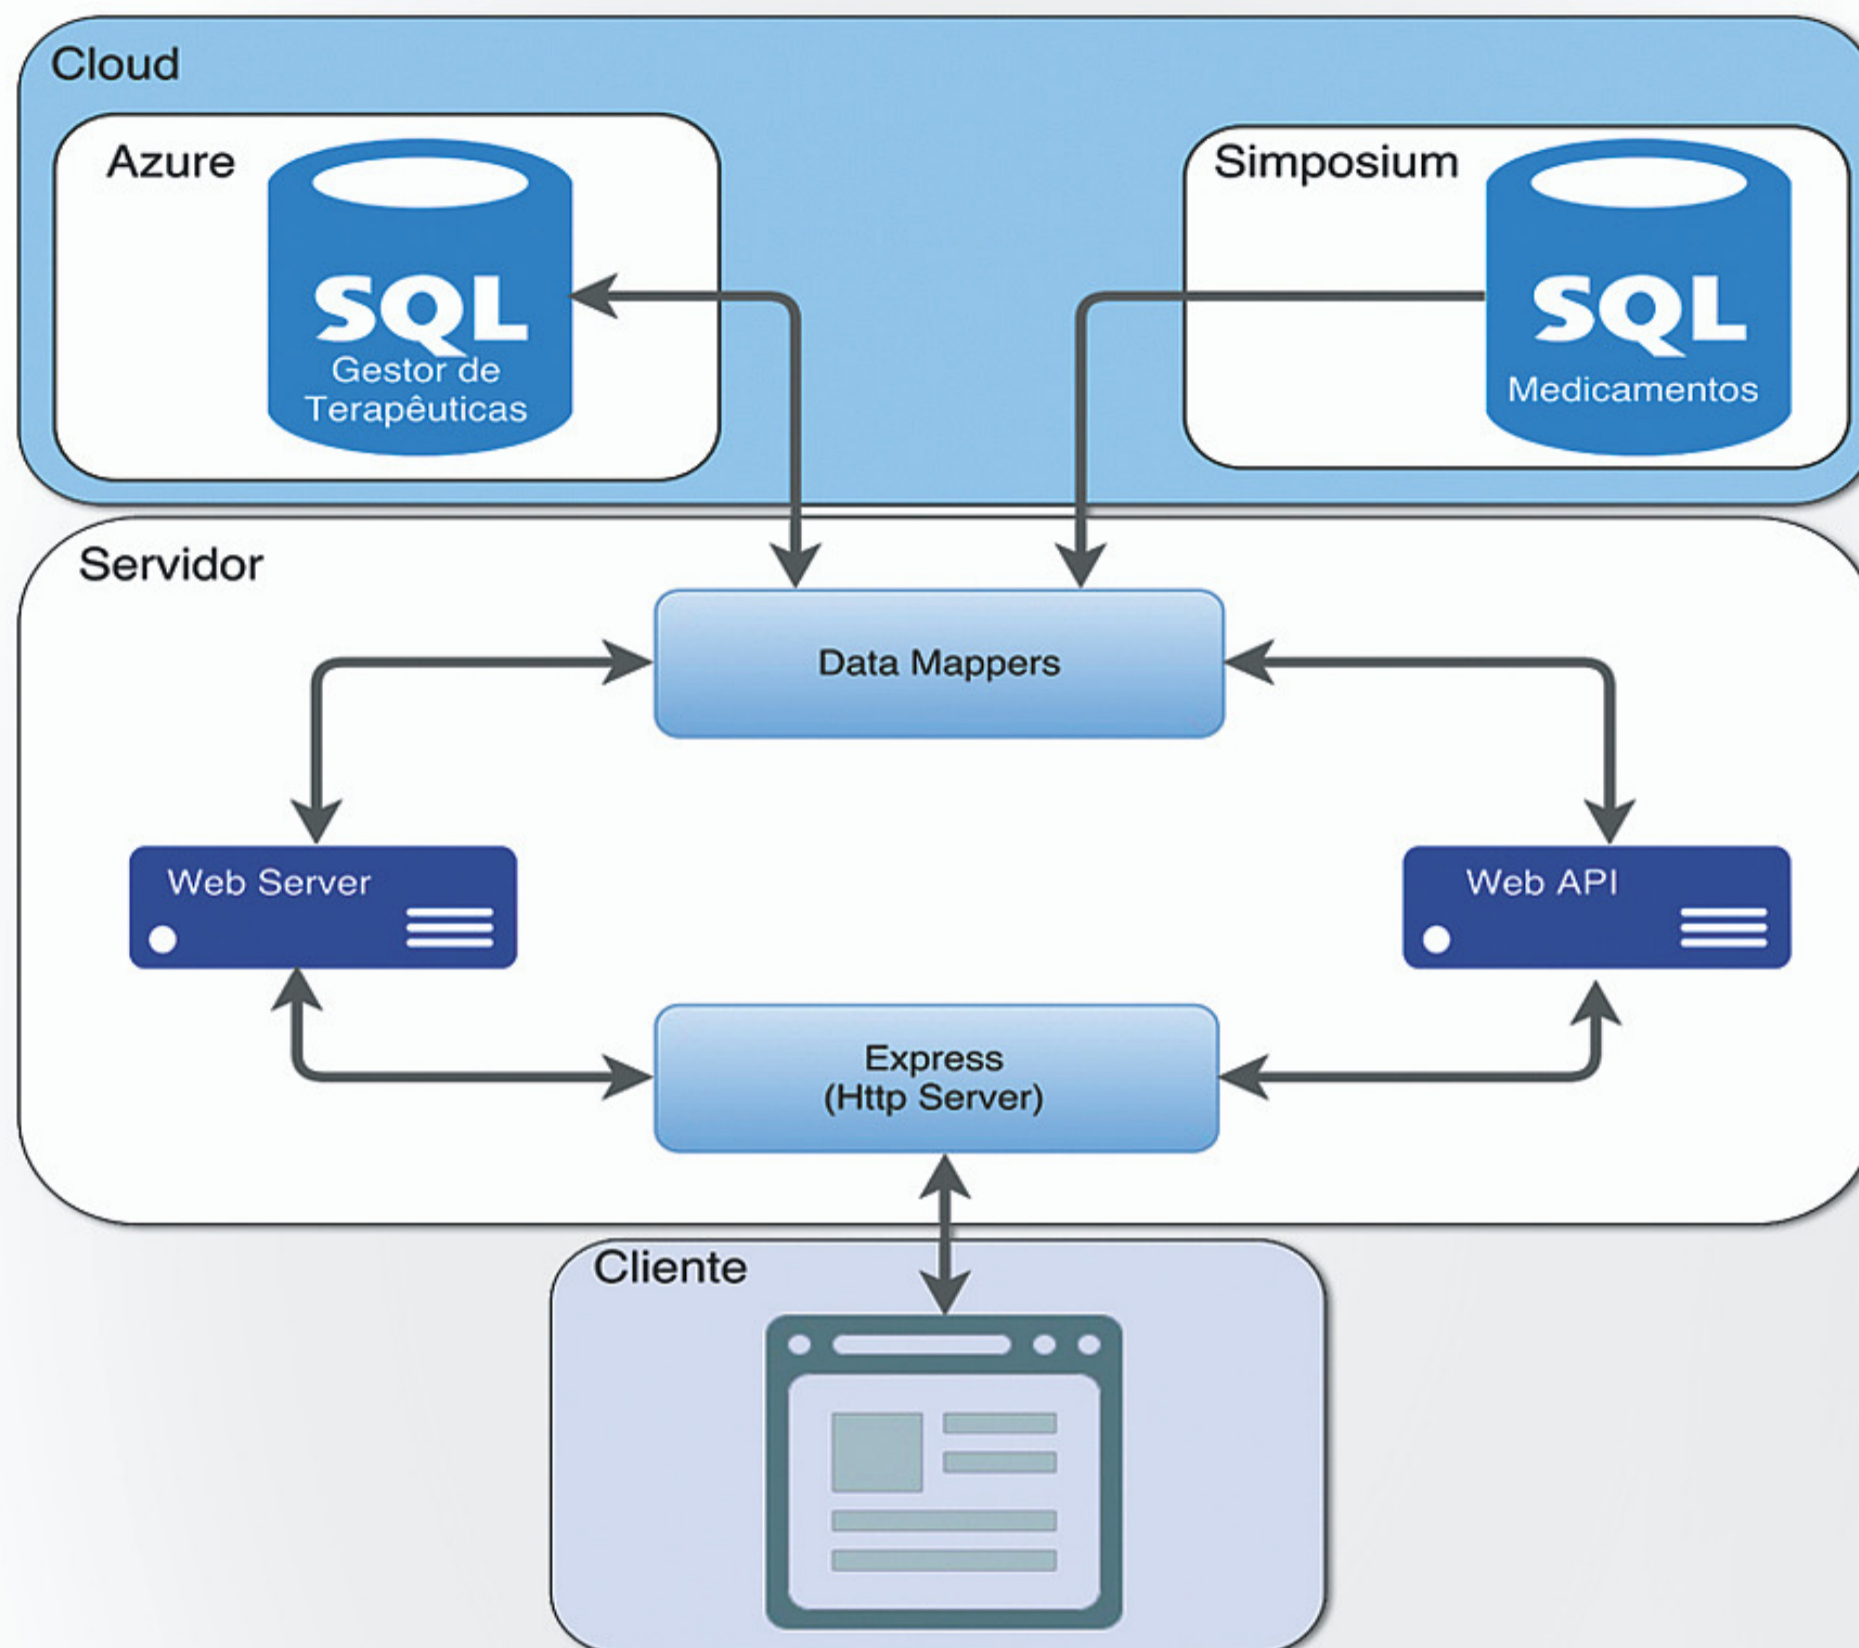 Cloud
Azure
SQL
Gestor de
Terapêuticas
Simposium
SQL
Medicamentos
Servidor
Data Mappers
Web Server
Web API
Express
(Http Server)
Cliente